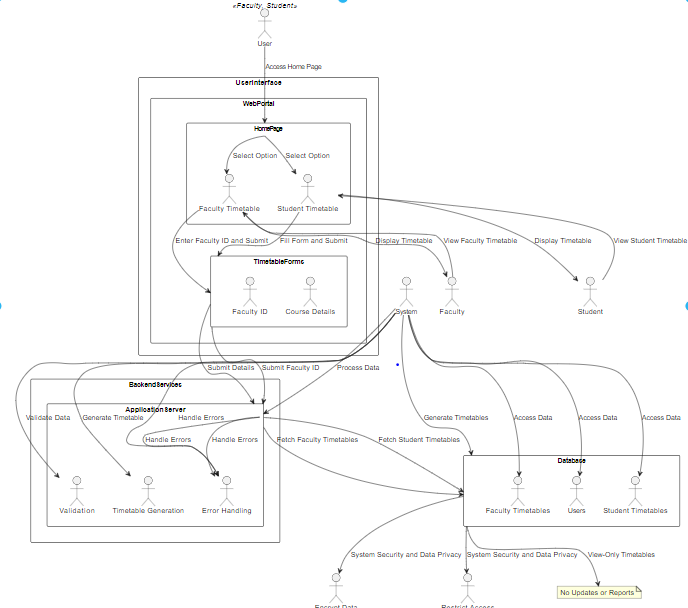 «Faculty, Student»
User
Access Home Page
UserInterface
WebPortal
HomePage
Select Option Select Option
Faculty Timetable Student Timetable
Enter Faculty ID and Submit Fill Form and Submit Display Timetable View Faculty Timetable Display Timetable View Student Timetable
TimetableForms
Faculty ID Course Details System Faculty Student
Submit Details Submit Faculty ID Process Data
BackendServices
ApplicationServer
Validate Data Generate Timetable Handle Errors Generate Timetables Access Data Access Data Access Data
Handle Errors Handle Errors Fetch Faculty Timetables Fetch Student Timetables
Database
Validation Timetable Generation Error Handling Faculty Timetables Users Student Timetables
System Security and Data Privacy System Security and Data Privacy View-Only Timetables
No Updates or Reports
Encrypt Data Restrict Access